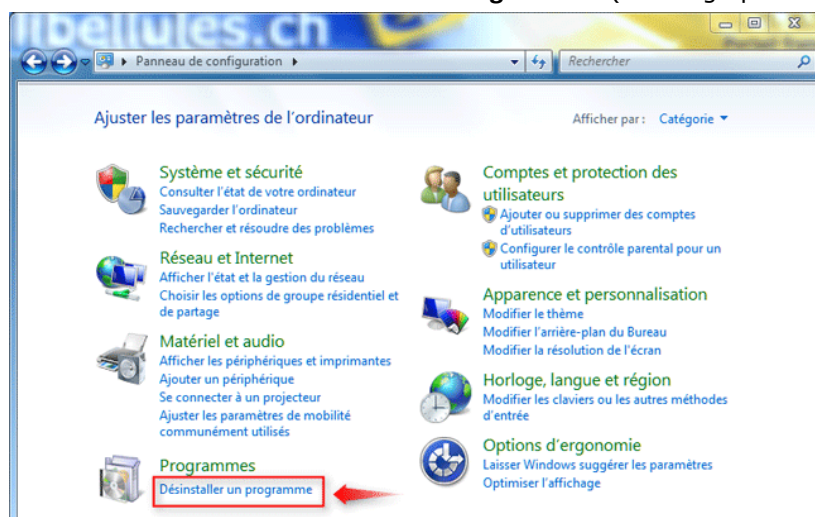 libellules.ch
Panneau de configuration
Rechercher
Ajuster les paramètres de l'ordinateur
Afficher par : Catégorie
Système et sécurité
Consulter l'état de votre ordinateur
Sauvegarder l'ordinateur
Rechercher et résoudre des problèmes
Réseau et Internet
Afficher l'état et la gestion du réseau
Choisir les options de groupe résidentiel et
de partage
Matériel et audio
Afficher les périphériques et imprimantes
Ajouter un périphérique
Se connecter à un projecteur
Ajuster les paramètres de mobilité
communément utilisés
Programmes
Désinstaller un programme
Comptes et protection des
utilisateurs
Ajouter ou supprimer des comptes
d'utilisateurs
Configurer le contrôle parental pour un
utilisateur
Apparence et personnalisation
Modifier le thème
Modifier l'arrière-plan du Bureau
Modifier la résolution de l'écran
Horloge, langue et région
Modifier les claviers ou les autres méthodes
d'entrée
Options d'ergonomie
Laisser Windows suggérer les paramètres
Optimiser l'affichage